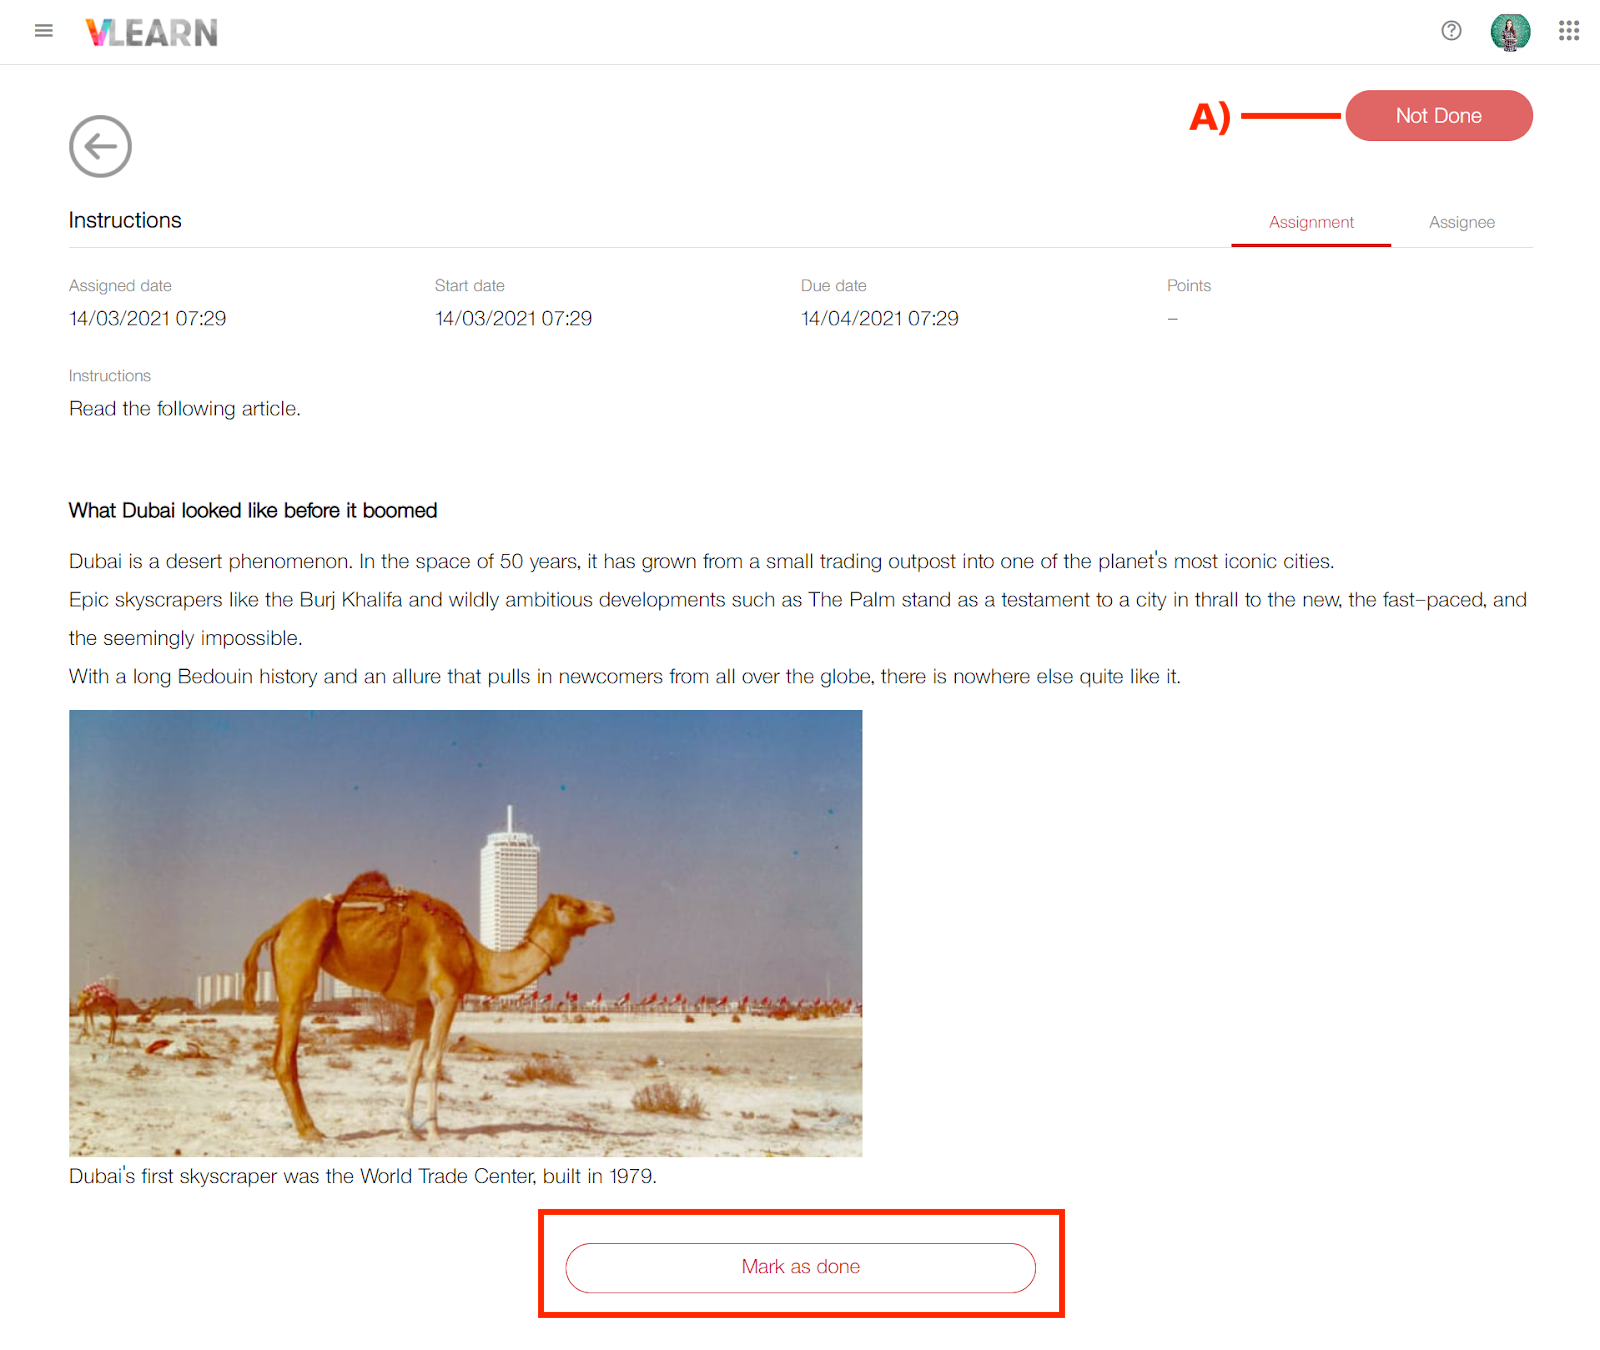 VLEARN
A)
Not Done
Instructions
Assignment
Assignee
Assigned date
Start date
Due date
Points
14/03/2021 07:29
14/03/2021 07:29
14/04/2021 07:29
–
Instructions
Read the following article.
What Dubai looked like before it boomed
Dubai is a desert phenomenon. In the space of 50 years, it has grown from a small trading outpost into one of the planet's most iconic cities.
Epic skyscrapers like the Burj Khalifa and wildly ambitious developments such as The Palm stand as a testament to a city in thrall to the new, the fast-paced, and
the seemingly impossible.
With a long Bedouin history and an allure that pulls in newcomers from all over the globe, there is nowhere else quite like it.
Dubai's first skyscraper was the World Trade Center, built in 1979.
Mark as done